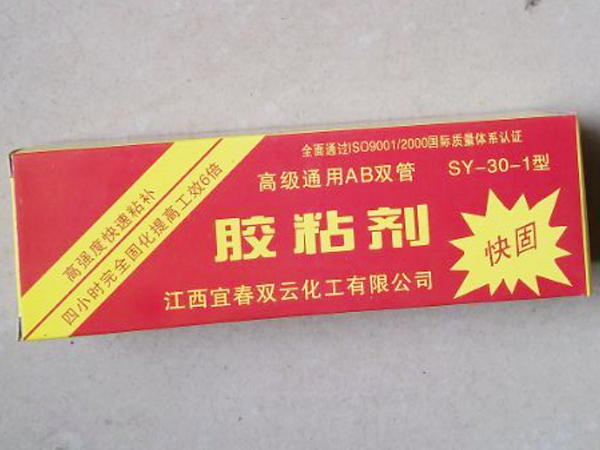 全面通过ISO9001/2000国际质量体系认证
高级通用AB双管 SY-30-1型
胶粘剂
快固
江西宜春双云化工有限公司
高强度快速粘补
四小时完全固化提高工效6倍